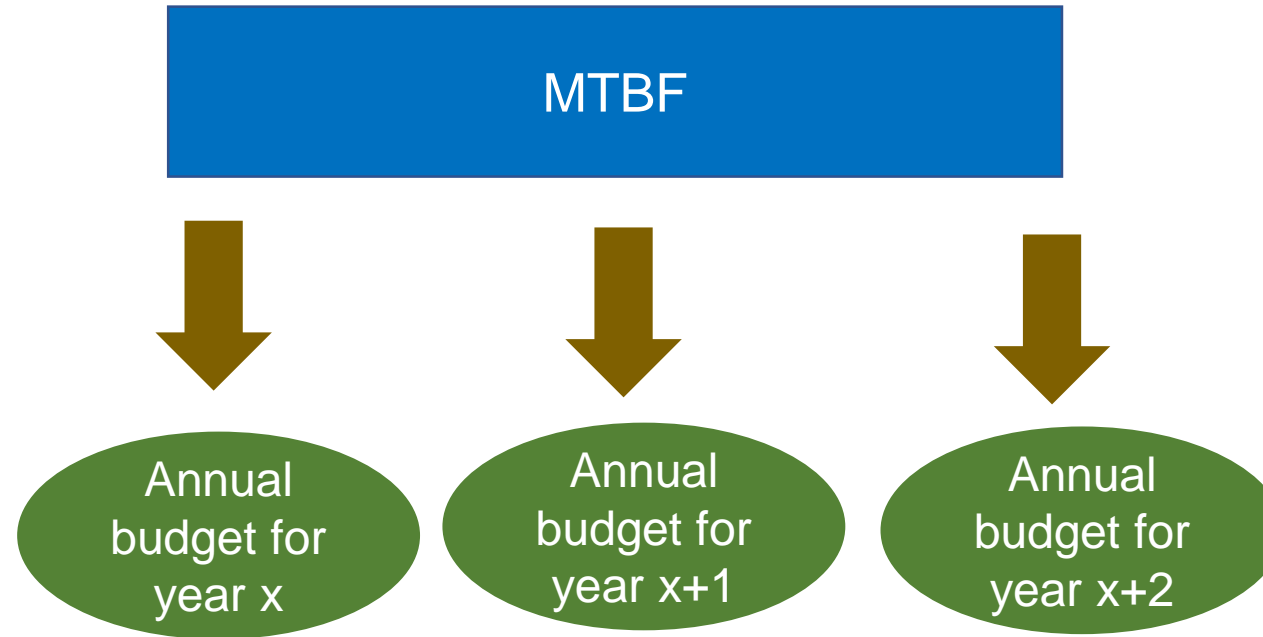 MTBF
Annual
budget for
year x
Annual
budget for
year x+1
Annual
budget for
year x+2